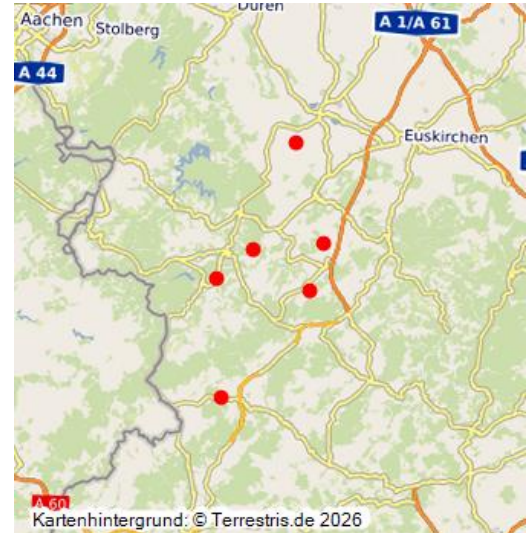 Düren
Aachen
Stolberg
A 1/A 61
A 44
Euskirchen
A 60
Kartenhintergrund: © Terrestris.de 2026